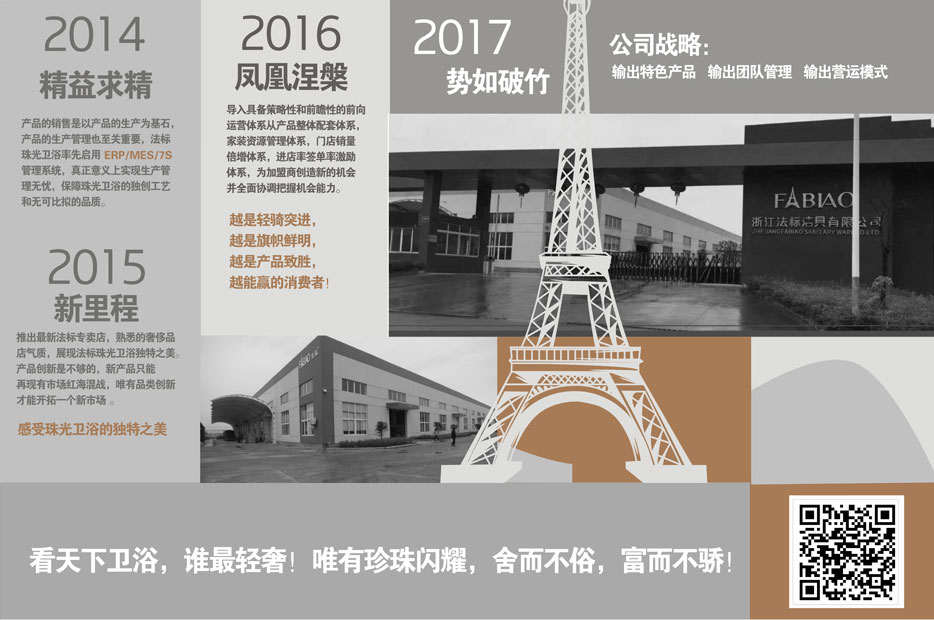 2014
精益求精
产品的销售是以产品的生产为基石，
产品的生产管理也至关重要，法标
珠光卫浴率先启用 ERP/MES/7S
管理系统，真正意义上实现生产管
理无忧，保障珠光卫浴的独创工艺
和无可比拟的品质。
2015
新里程
推出最新法标专卖店，熟悉的奢侈品
店气质，展现法标珠光卫浴独特之美。
产品创新是不够的，新产品只能
再现有市场红海混战，唯有品类创新
才能开拓一个新市场 。
感受珠光卫浴的独特之美
2016
凤凰涅槃
导入具备策略性和前瞻性的前向
运营体系从产品整体配套体系，
家装资源管理体系，门店销量
倍增体系，进店率签单率激励
体系，为加盟商创造新的机会
并全面协调把握机会能力。
越是轻骑突进，
越是旗帜鲜明，
越是产品致胜，
越能赢的消费者！
2017
势如破竹
公司战略：
输出特色产品 输出团队管理 输出营运模式
FABIAO
浙江法标洁具有限公司
ZHEJIANG FABIAO SANITARY WARE CO.,LTD
FABIAO 法标
看天下卫浴，谁最轻奢！唯有珍珠闪耀，舍而不俗，富而不骄！